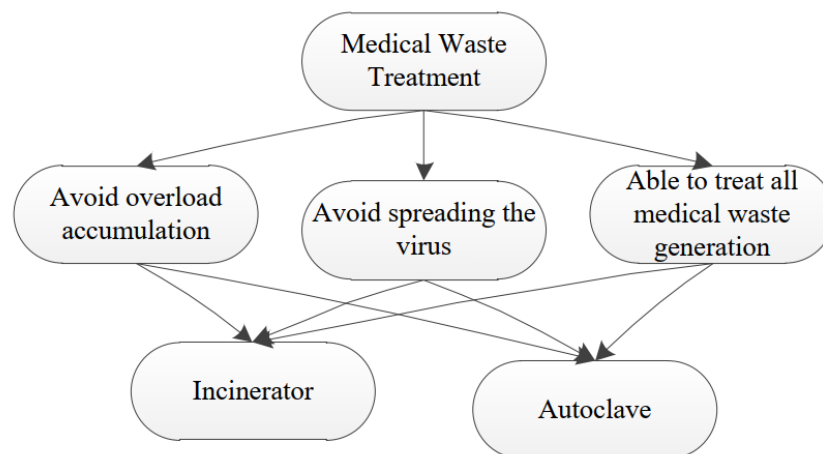 Medical Waste
Treatment
Avoid overload
accumulation
Avoid spreading the
virus
Able to treat all
medical waste
generation
Incinerator
Autoclave